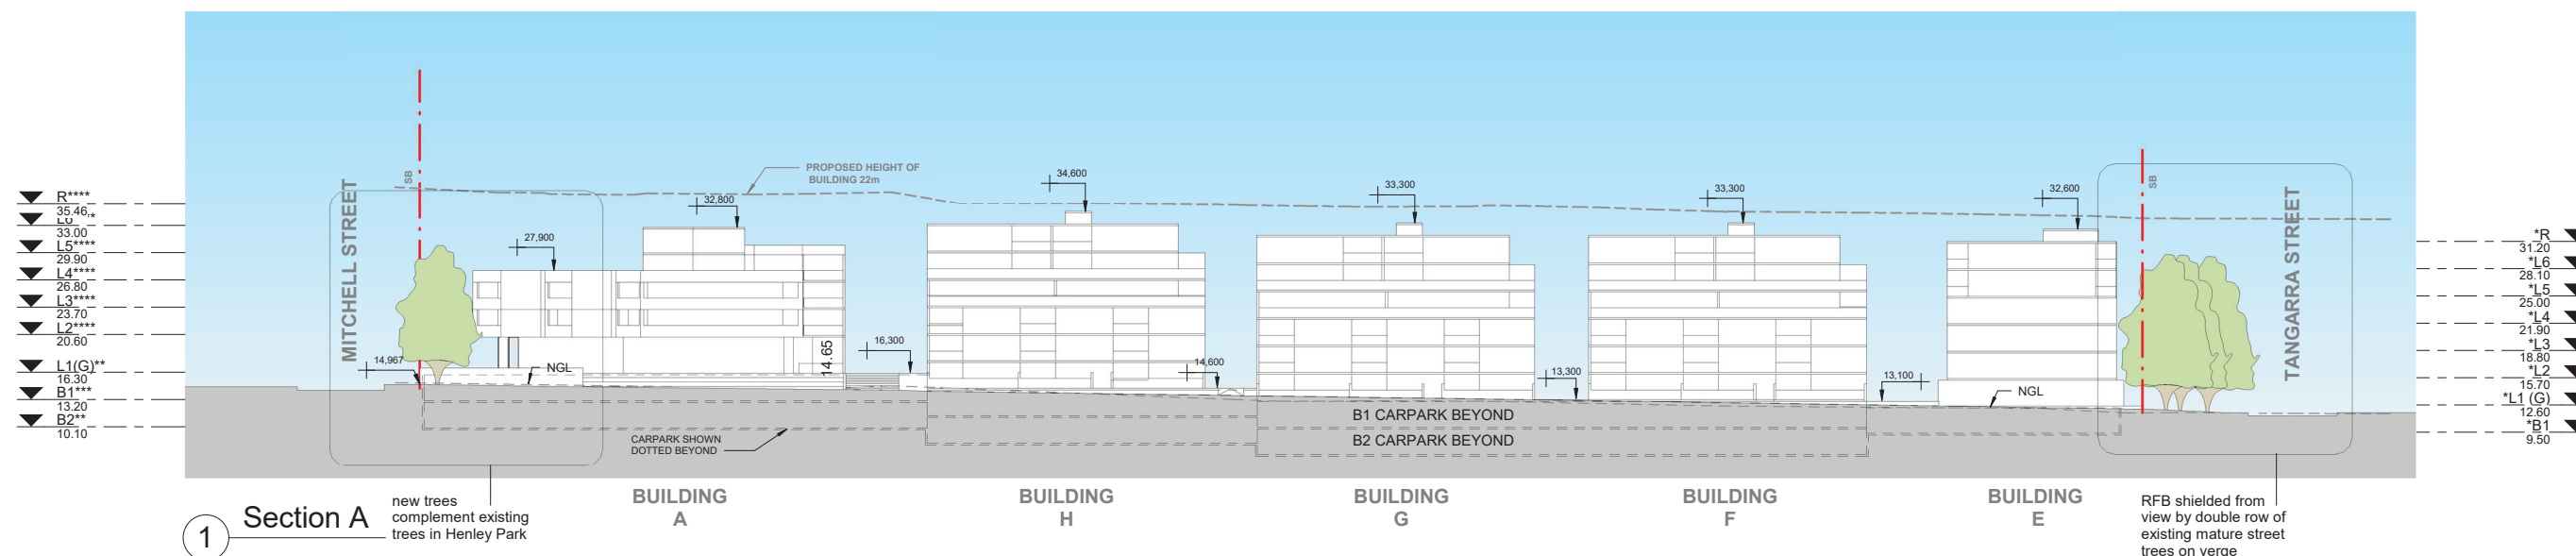 R****
35.46
L6
33.00
L5****
29.90
L4****
26.80
L3****
23.70
L2****
20.60
L1(G)**
16.30
B1***
13.20
B2**
10.10
MITCHELL STREET
SB
PROPOSED HEIGHT OF
BUILDING 22m
27,900
32,800
34,600
33,300
33,300
32,600
SB
TANGARRA STREET
14,967
NGL
14.65
16,300
14,600
13,300
13,100
NGL
B1 CARPARK BEYOND
B2 CARPARK BEYOND
CARPARK SHOWN
DOTTED BEYOND
*R
31.20
*L6
28.10
*L5
25.00
*L4
21.90
*L3
18.80
*L2
15.70
*L1 (G)
12.60
*B1
9.50
BUILDING
A
BUILDING
H
BUILDING
G
BUILDING
F
BUILDING
E
1
Section A
new trees
complement existing
trees in Henley Park
RFB shielded from
view by double row of
existing mature street
trees on verge